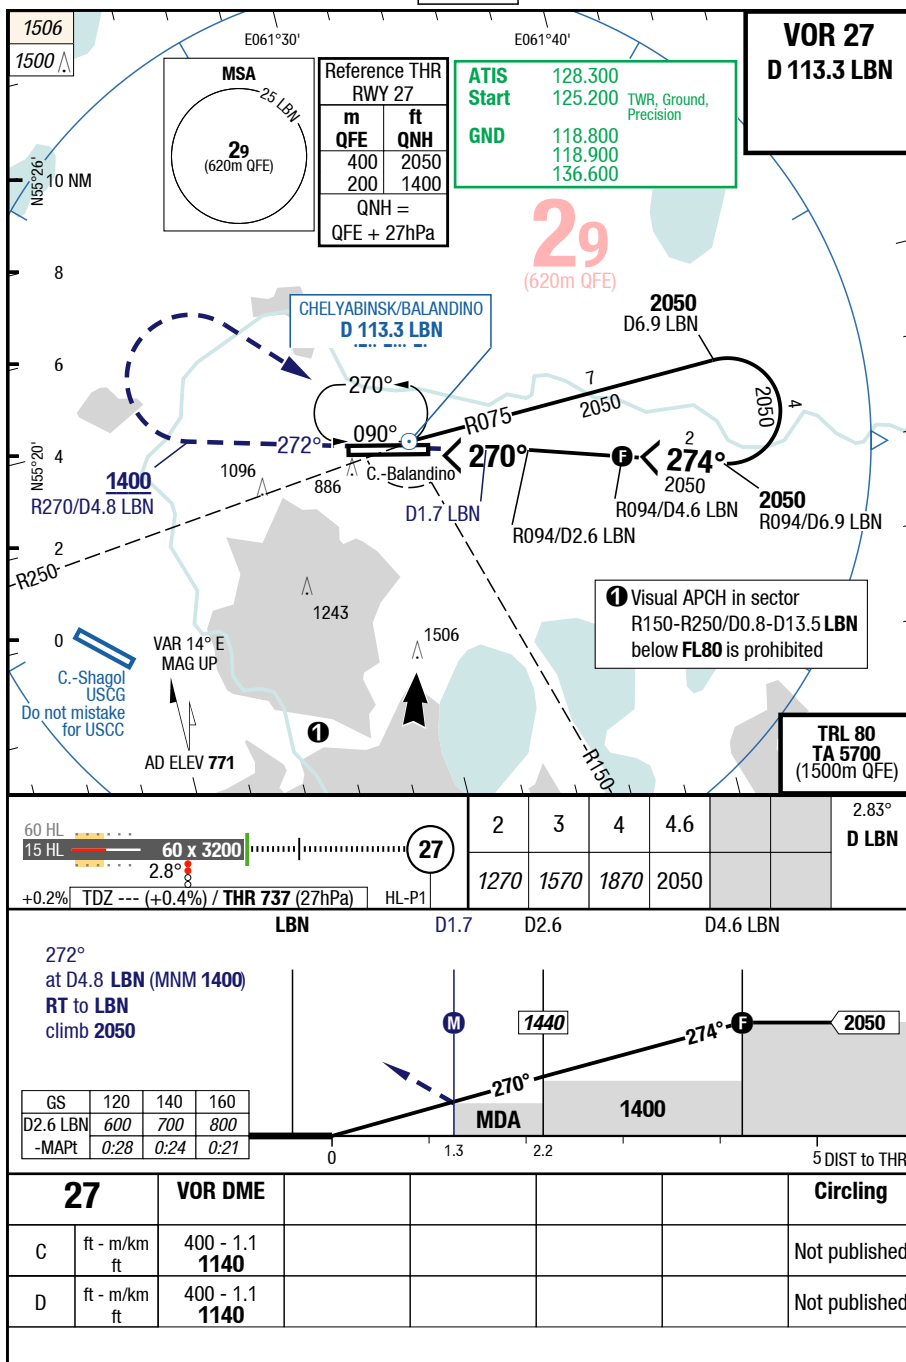 1506
1500
E061°30'
E061°40'
VOR 27
D 113.3 LBN
MSA
25 LBN
29
(620m QFE)
Reference THR
RWY 27
m ft
QFE QNH
400 2050
200 1400
QNH =
QFE + 27hPa
ATIS 128.300
Start 125.200 TWR, Ground,
Precision
GND 118.800
118.900
136.600
N55°26'
10 NM
29
(620m QFE)
8
CHELYABINSK/BALANDINO
D 113.3 LBN
2050
D6.9 LBN
6
270°
7
2050
R075
4
2050
N55°20'
4
272°
090°
270°
2
274°
2050
1400
R270/D4.8 LBN
1096
886
C.-Balandino
D1.7 LBN
R094/D2.6 LBN
R094/D4.6 LBN
F
2050
R094/D6.9 LBN
2
R250
1243
1 Visual APCH in sector
R150-R250/D0.8-D13.5 LBN
below FL80 is prohibited
0
VAR 14° E
MAG UP
1506
C.-Shagol
USCG
Do not mistake
for USCC
1
AD ELEV 771
R150
TRL 80
TA 5700
(1500m QFE)
60 HL
15 HL
60 x 3200
2.8°
27
+0.2%
TDZ --- (+0.4%) / THR 737 (27hPa)
HL-P1
2 3 4 4.6
2.83°
D LBN
1270 1570 1870 2050
LBN
D1.7
D2.6
D4.6 LBN
272°
at D4.8 LBN (MNM 1400)
RT to LBN
climb 2050
M
1440
274°
F
2050
270°
MDA
1400
GS 120 140 160
D2.6 LBN 600 700 800
-MAPt 0:28 0:24 0:21
0
1.3
2.2
5 DIST to THR
27 VOR DME Circling
C ft - m/km 400 - 1.1 Not published
ft 1140
D ft - m/km 400 - 1.1 Not published
ft 1140